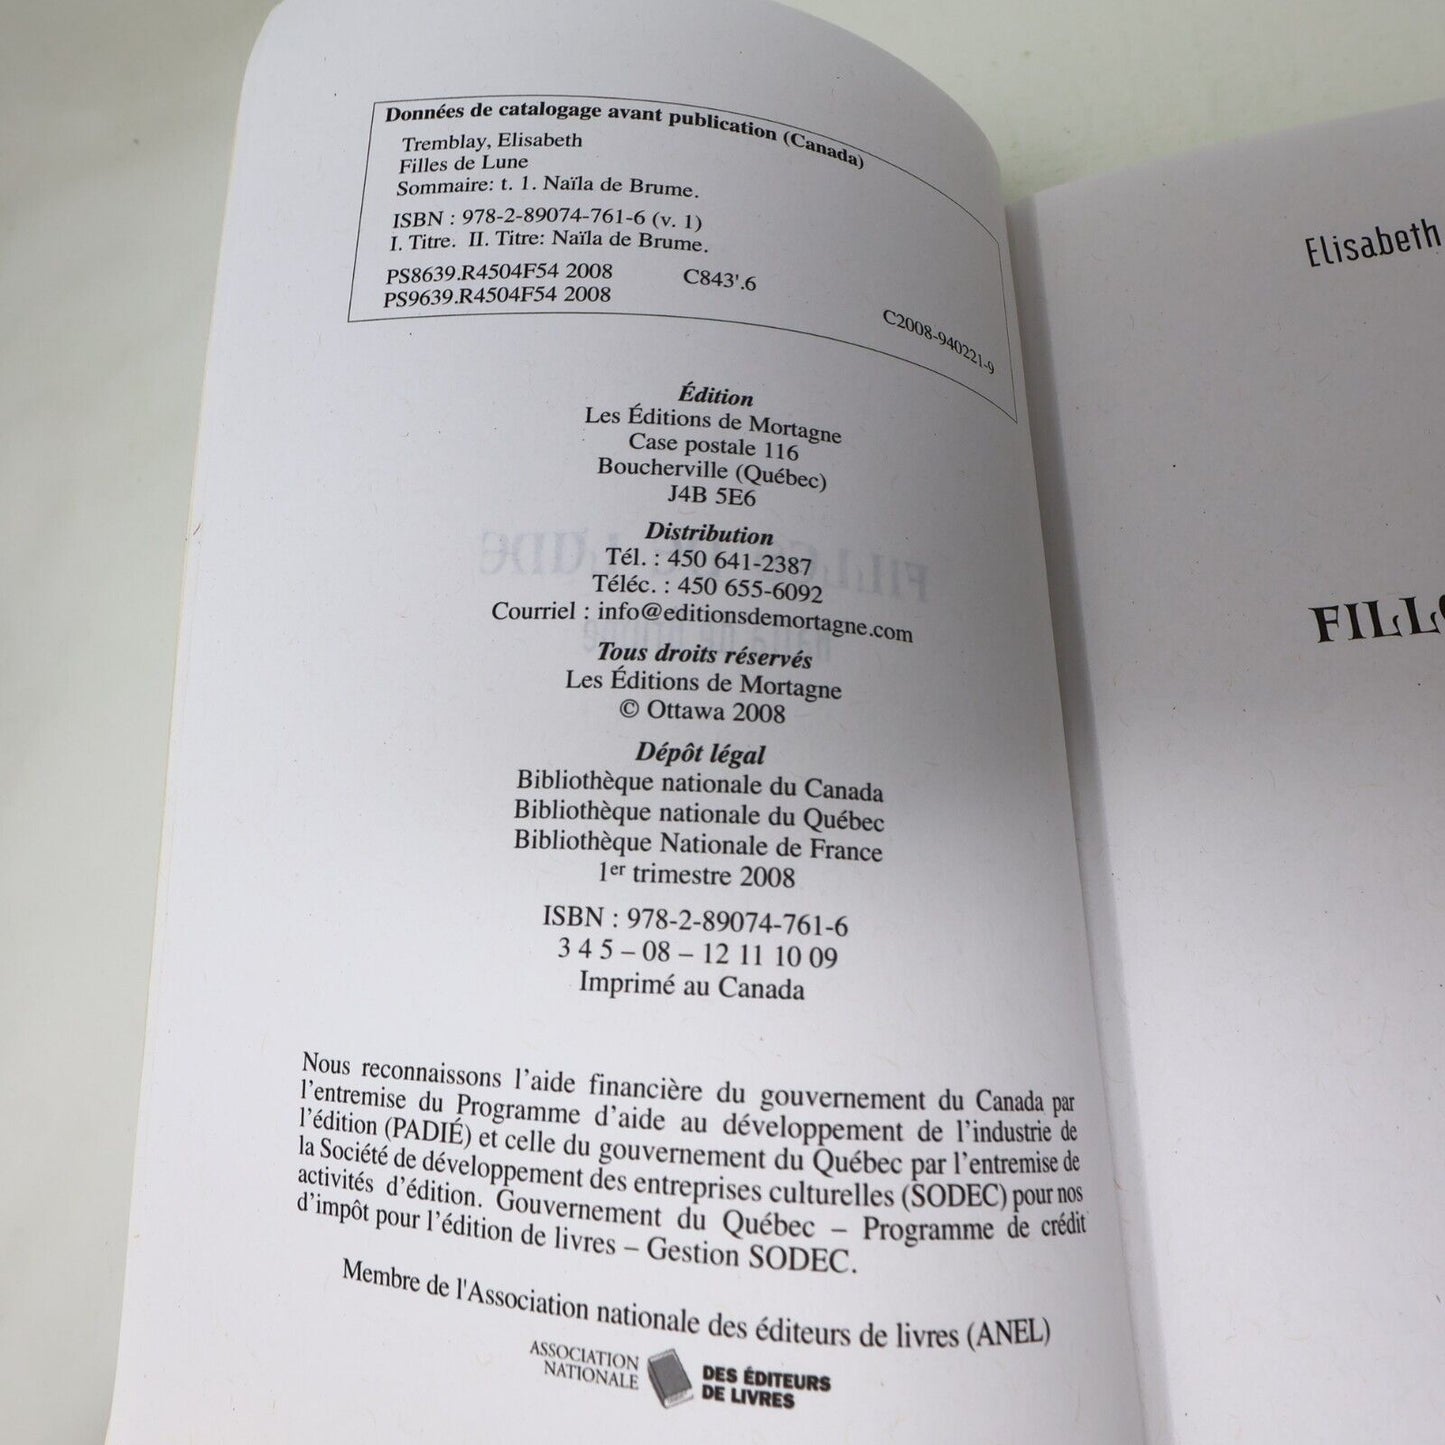 Données de catalogage avant publication (Canada)
Tremblay, Elisabeth
Filles de Lune
Sommaire: t. 1. Naïla de Brume.
ISBN : 978-2-89074-761-6 (v. 1)
I. Titre. II. Titre: Naïla de Brume.
PS8639.R4504F54 2008 C843'.6
PS9639.R4504F54 2008
C2008-940221-9
Édition
Les Éditions de Mortagne
Case postale 116
Boucherville (Québec)
J4B 5E6
Distribution
Tél. : 450 641-2387
Téléc. : 450 655-6092
Courriel : info@editionsdemortagne.com
Tous droits réservés
Les Éditions de Mortagne
© Ottawa 2008
Dépôt légal
Bibliothèque nationale du Canada
Bibliothèque nationale du Québec
Bibliothèque Nationale de France
1er trimestre 2008
ISBN : 978-2-89074-761-6
3 4 5 – 08 – 12 11 10 09
Imprimé au Canada
Nous reconnaissons l'aide financière du gouvernement du Canada par
l'entremise du Programme d'aide au développement de l'industrie de
l'édition (PADIÉ) et celle du gouvernement du Québec par l'entremise de
la Société de développement des entreprises culturelles (SODEC) pour nos
activités d'édition. Gouvernement du Québec – Programme de crédit
d'impôt pour l'édition de livres – Gestion SODEC.
Membre de l'Association nationale des éditeurs de livres (ANEL)
ASSOCIATION
NATIONALE
DES ÉDITEURS
DE LIVRES
Elisabeth